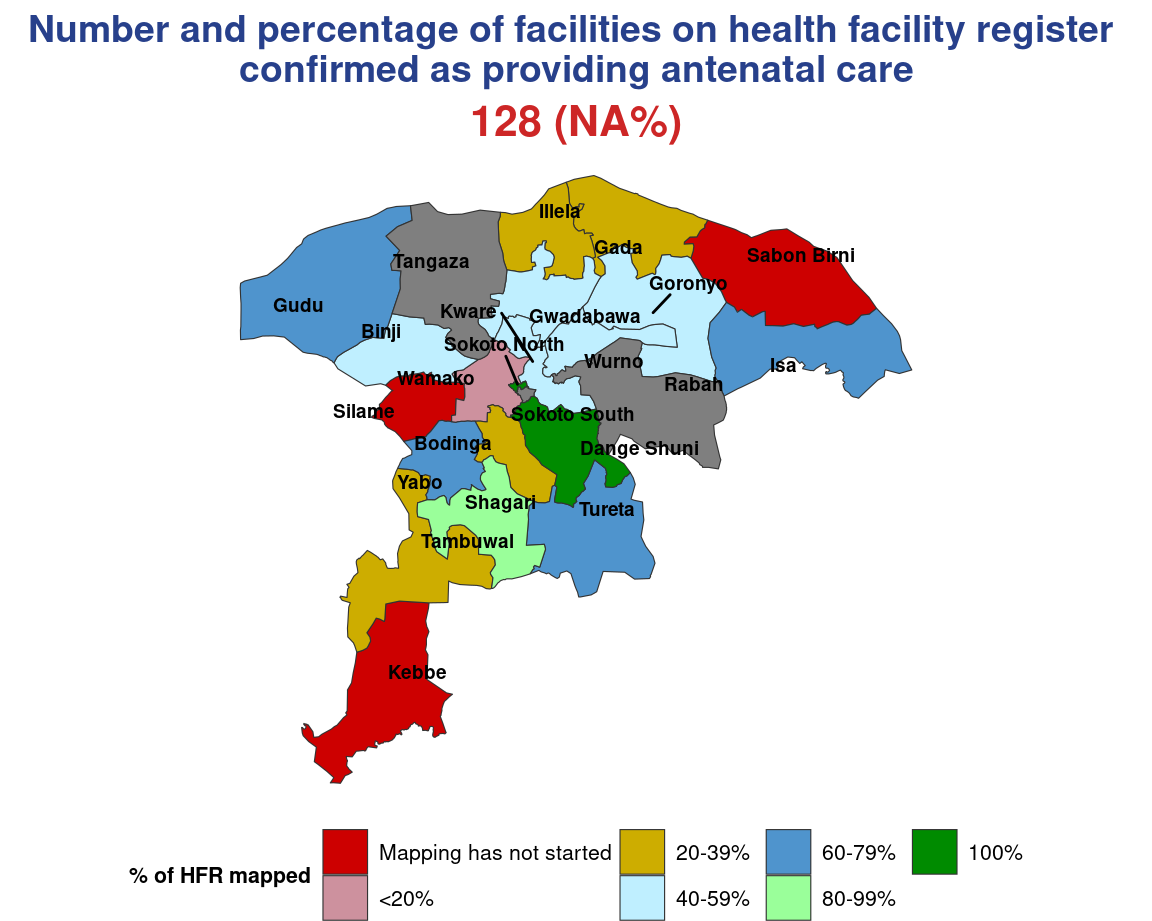 Number and percentage of facilities on health facility register
confirmed as providing antenatal care
128 (NA%)
Illela
Gada
Sabon Birni
Tangaza
Goronyo
Gudu
Kware
Gwadabawa
Binji
Sokoto North
Wurno
Isa
Wamako
Rabah
Silame
Sokoto South
Bodinga
Dange Shuni
Yabo
Shagari
Tureta
Tambuwal
Kebbe
% of HFR mapped
Mapping has not started
<20%
20-39%
40-59%
60-79%
80-99%
100%